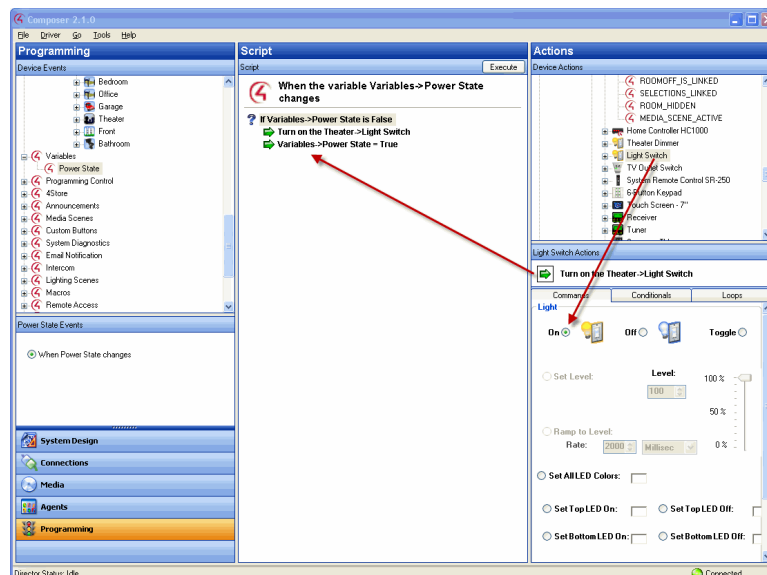 Composer 2.1.0
File Driver Go Tools Help
Programming
Device Events
Bedroom
Office
Garage
Theater
Front
Bathroom
Variables
Power State
Programming Control
4Store
Announcements
Media Scenes
Custom Buttons
System Diagnostics
Email Notification
Intercom
Lighting Scenes
Macros
Remote Access
Power State Events
When Power State changes
System Design
Connections
Media
Agents
Programming
Script
Script Execute
When the variable Variables->Power State
changes
If Variables->Power State is False
Turn on the Theater->Light Switch
Variables->Power State = True
Actions
Device Actions
ROOMOFF_IS_LINKED
SELECTIONS_LINKED
ROOM_HIDDEN
MEDIA_SCENE_ACTIVE
Home Controller HC1000
Theater Dimmer
Light Switch
TV Outlet Switch
System Remote Control SR-250
6-Button Keypad
Touch Screen - 7"
Receiver
Tuner
Light Switch Actions
Turn on the Theater->Light Switch
Commands Conditionals Loops
Light
On Off Toggle
Set Level: Level: 100 %
100
50 %
Ramp to Level:
Rate: 2000 Millisec 0 %
Set All LED Colors:
Set Top LED On: Set Top LED Off:
Set Bottom LED On: Set Bottom LED Off:
Director Status: Idle Connected